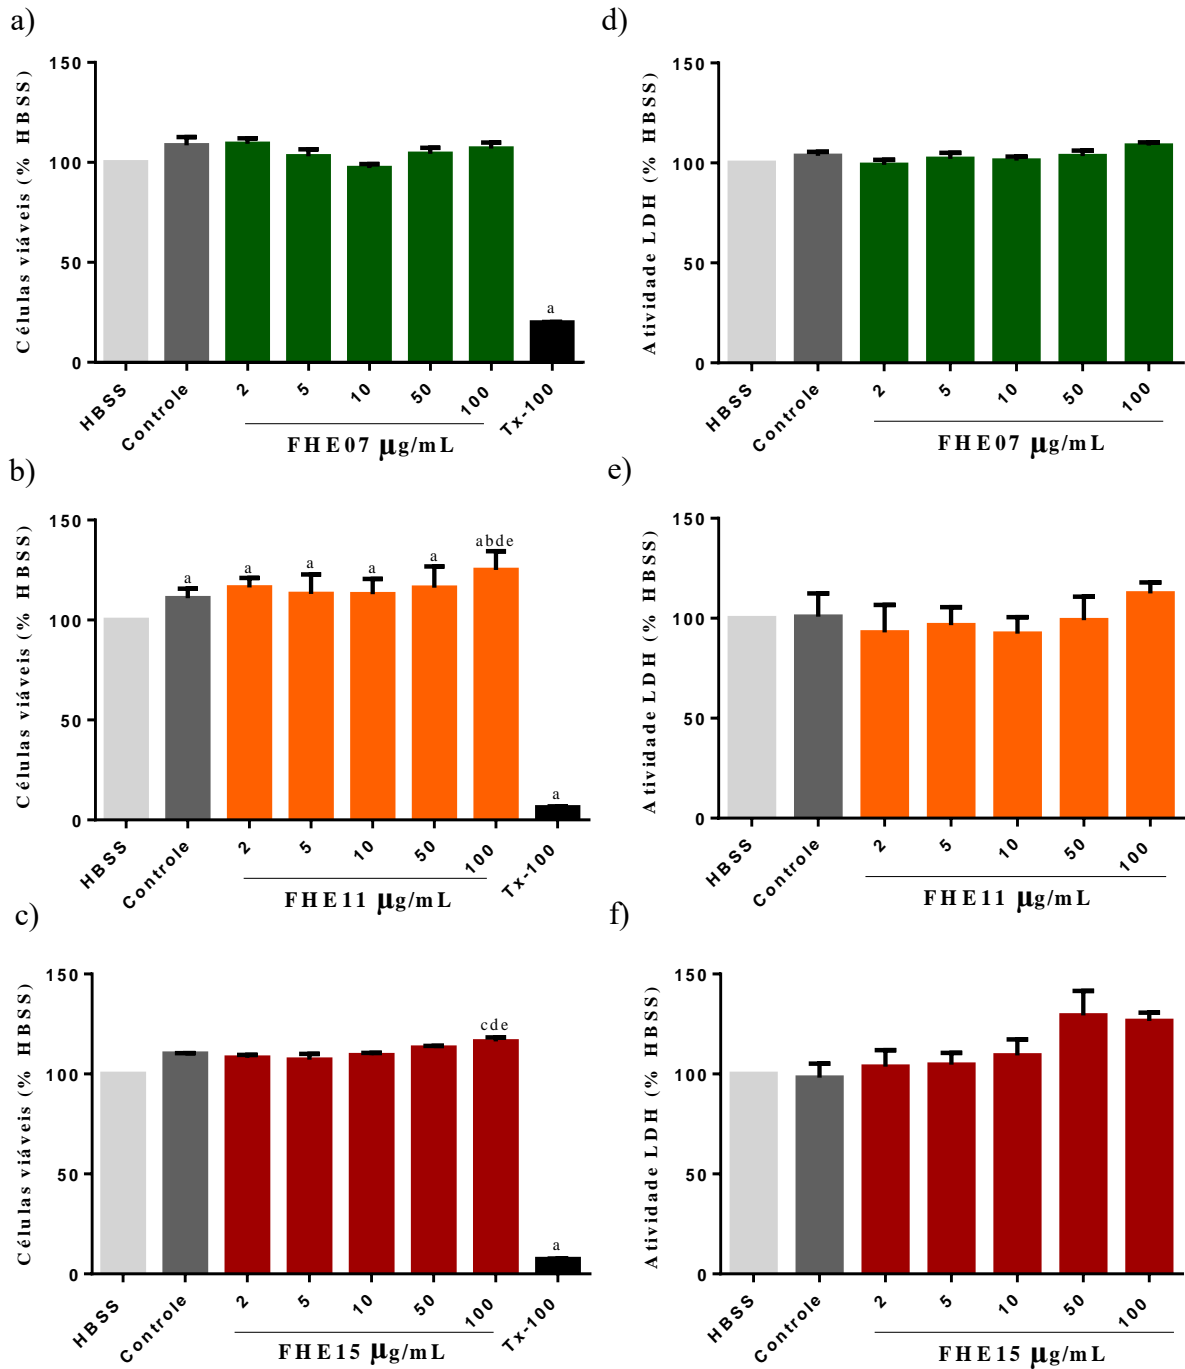 a)
Células viáveis (% HBSS)
150
100
50
0
a
HBSS
Controle
2
5
10
50
100
Tx-100
FHE07 µg/mL
d)
Atividade LDH (% HBSS)
150
100
50
0
HBSS
Controle
2
5
10
50
100
FHE07 µg/mL
b)
Células viáveis (% HBSS)
150
100
50
0
a
a
a
a
a
abde
a
HBSS
Controle
2
5
10
50
100
Tx-100
FHE11 µg/mL
e)
Atividade LDH (% HBSS)
150
100
50
0
HBSS
Controle
2
5
10
50
100
FHE11 µg/mL
c)
Células viáveis (% HBSS)
150
100
50
0
cde
a
HBSS
Controle
2
5
10
50
100
Tx-100
FHE15 µg/mL
f)
Atividade LDH (% HBSS)
150
100
50
0
HBSS
Controle
2
5
10
50
100
FHE15 µg/mL